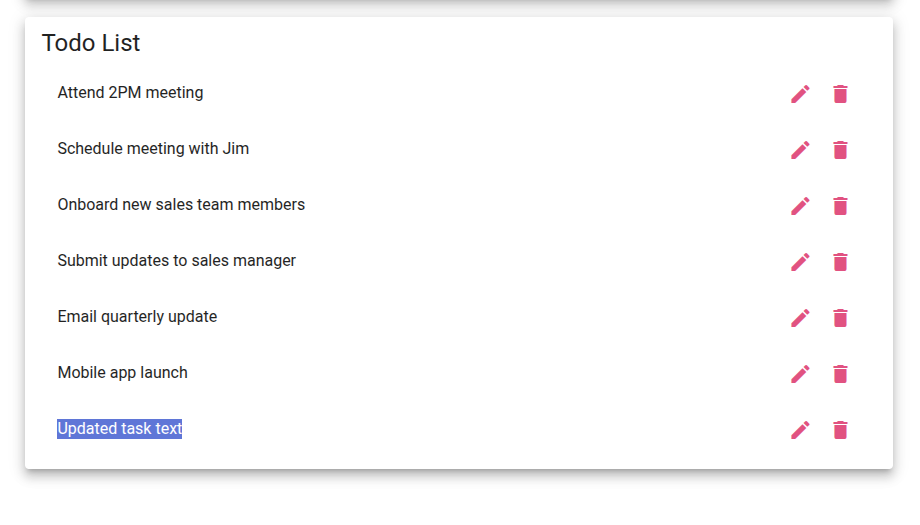 Todo List
Attend 2PM meeting
Schedule meeting with Jim
Onboard new sales team members
Submit updates to sales manager
Email quarterly update
Mobile app launch
Updated task text